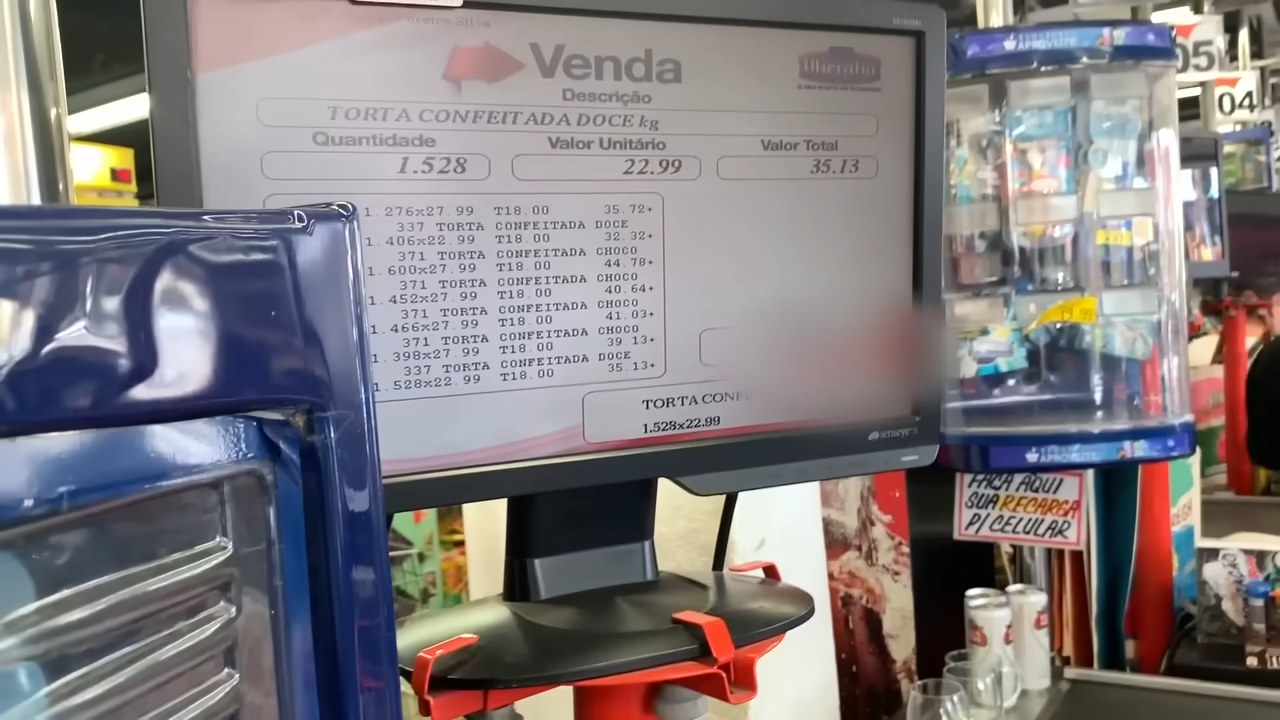 Venda
Uberaba
Descrição
TORTA CONFEITADA DOCE kg
Quantidade Valor Unitário Valor Total
1.528 22.99 35.13
1.276x27.99 T18.00 35.72+
337 TORTA CONFEITADA DOCE
1.406x22.99 T18.00 32.32+
371 TORTA CONFEITADA CHOCO
1.600x27.99 T18.00 44.78+
371 TORTA CONFEITADA CHOCO
1.452x27.99 T18.00 40.64+
371 TORTA CONFEITADA CHOCO
1.466x27.99 T18.00 41.03+
371 TORTA CONFEITADA CHOCO
1.398x27.99 T18.00 39.13+
337 TORTA CONFEITADA DOCE
1.528x22.99 T18.00 35.13+
TORTA CONF
1.528x22.99
APROVEITE
05
04
19,99
APROVEITE
FAÇA AQUI
SUA RECARGA
P/ CELULAR